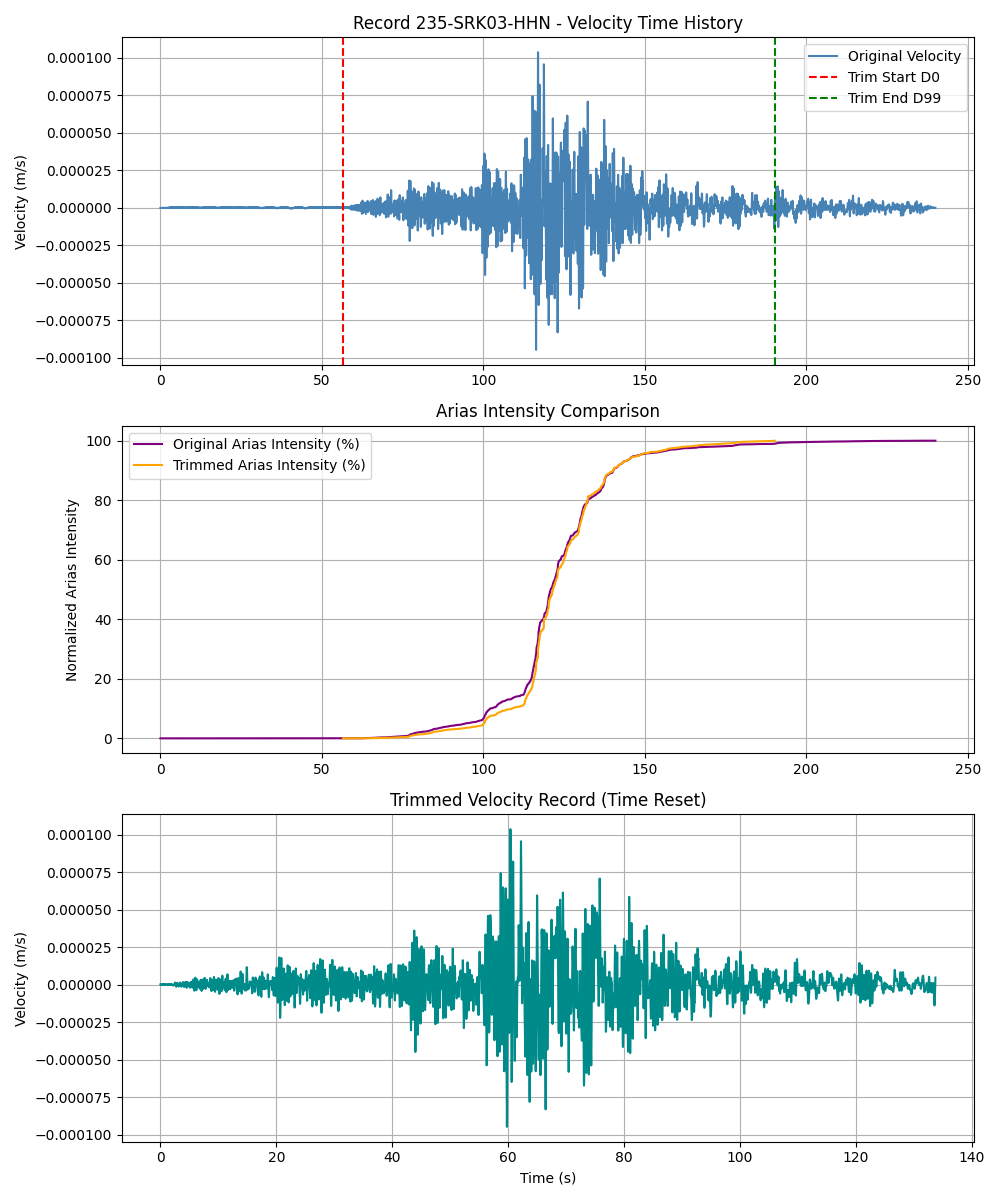 Record 235-SRK03-HHN - Velocity Time History
Velocity (m/s)
0.000100
0.000075
0.000050
0.000025
0.000000
−0.000025
−0.000050
−0.000075
−0.000100
Original Velocity
Trim Start D0
Trim End D99
0 50 100 150 200 250
Arias Intensity Comparison
Normalized Arias Intensity
100
80
60
40
20
0
Original Arias Intensity (%)
Trimmed Arias Intensity (%)
0 50 100 150 200 250
Trimmed Velocity Record (Time Reset)
Velocity (m/s)
0.000100
0.000075
0.000050
0.000025
0.000000
−0.000025
−0.000050
−0.000075
−0.000100
0 20 40 60 80 100 120 140
Time (s)